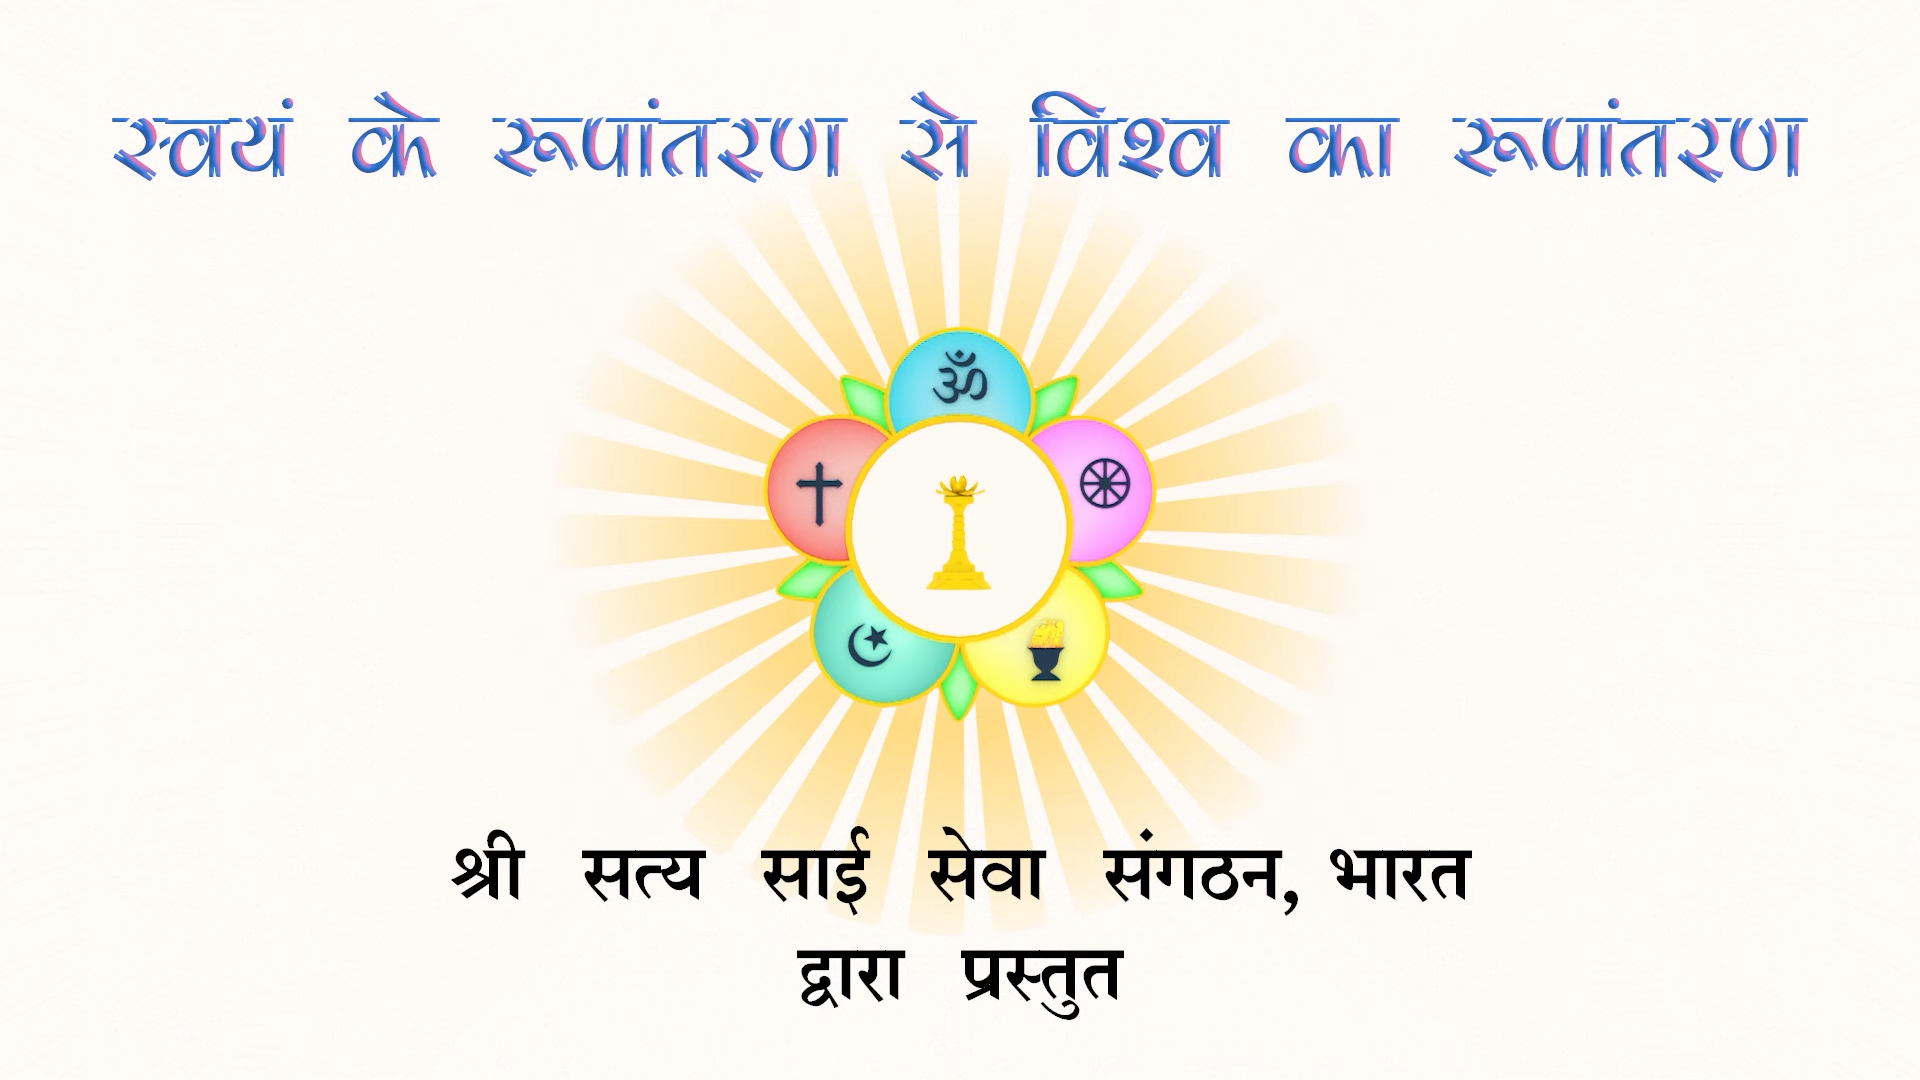 स्वयं के रूपांतरण से विश्व का रूपांतरण
ॐ
श्री सत्य साई सेवा संगठन, भारत
द्वारा प्रस्तुत